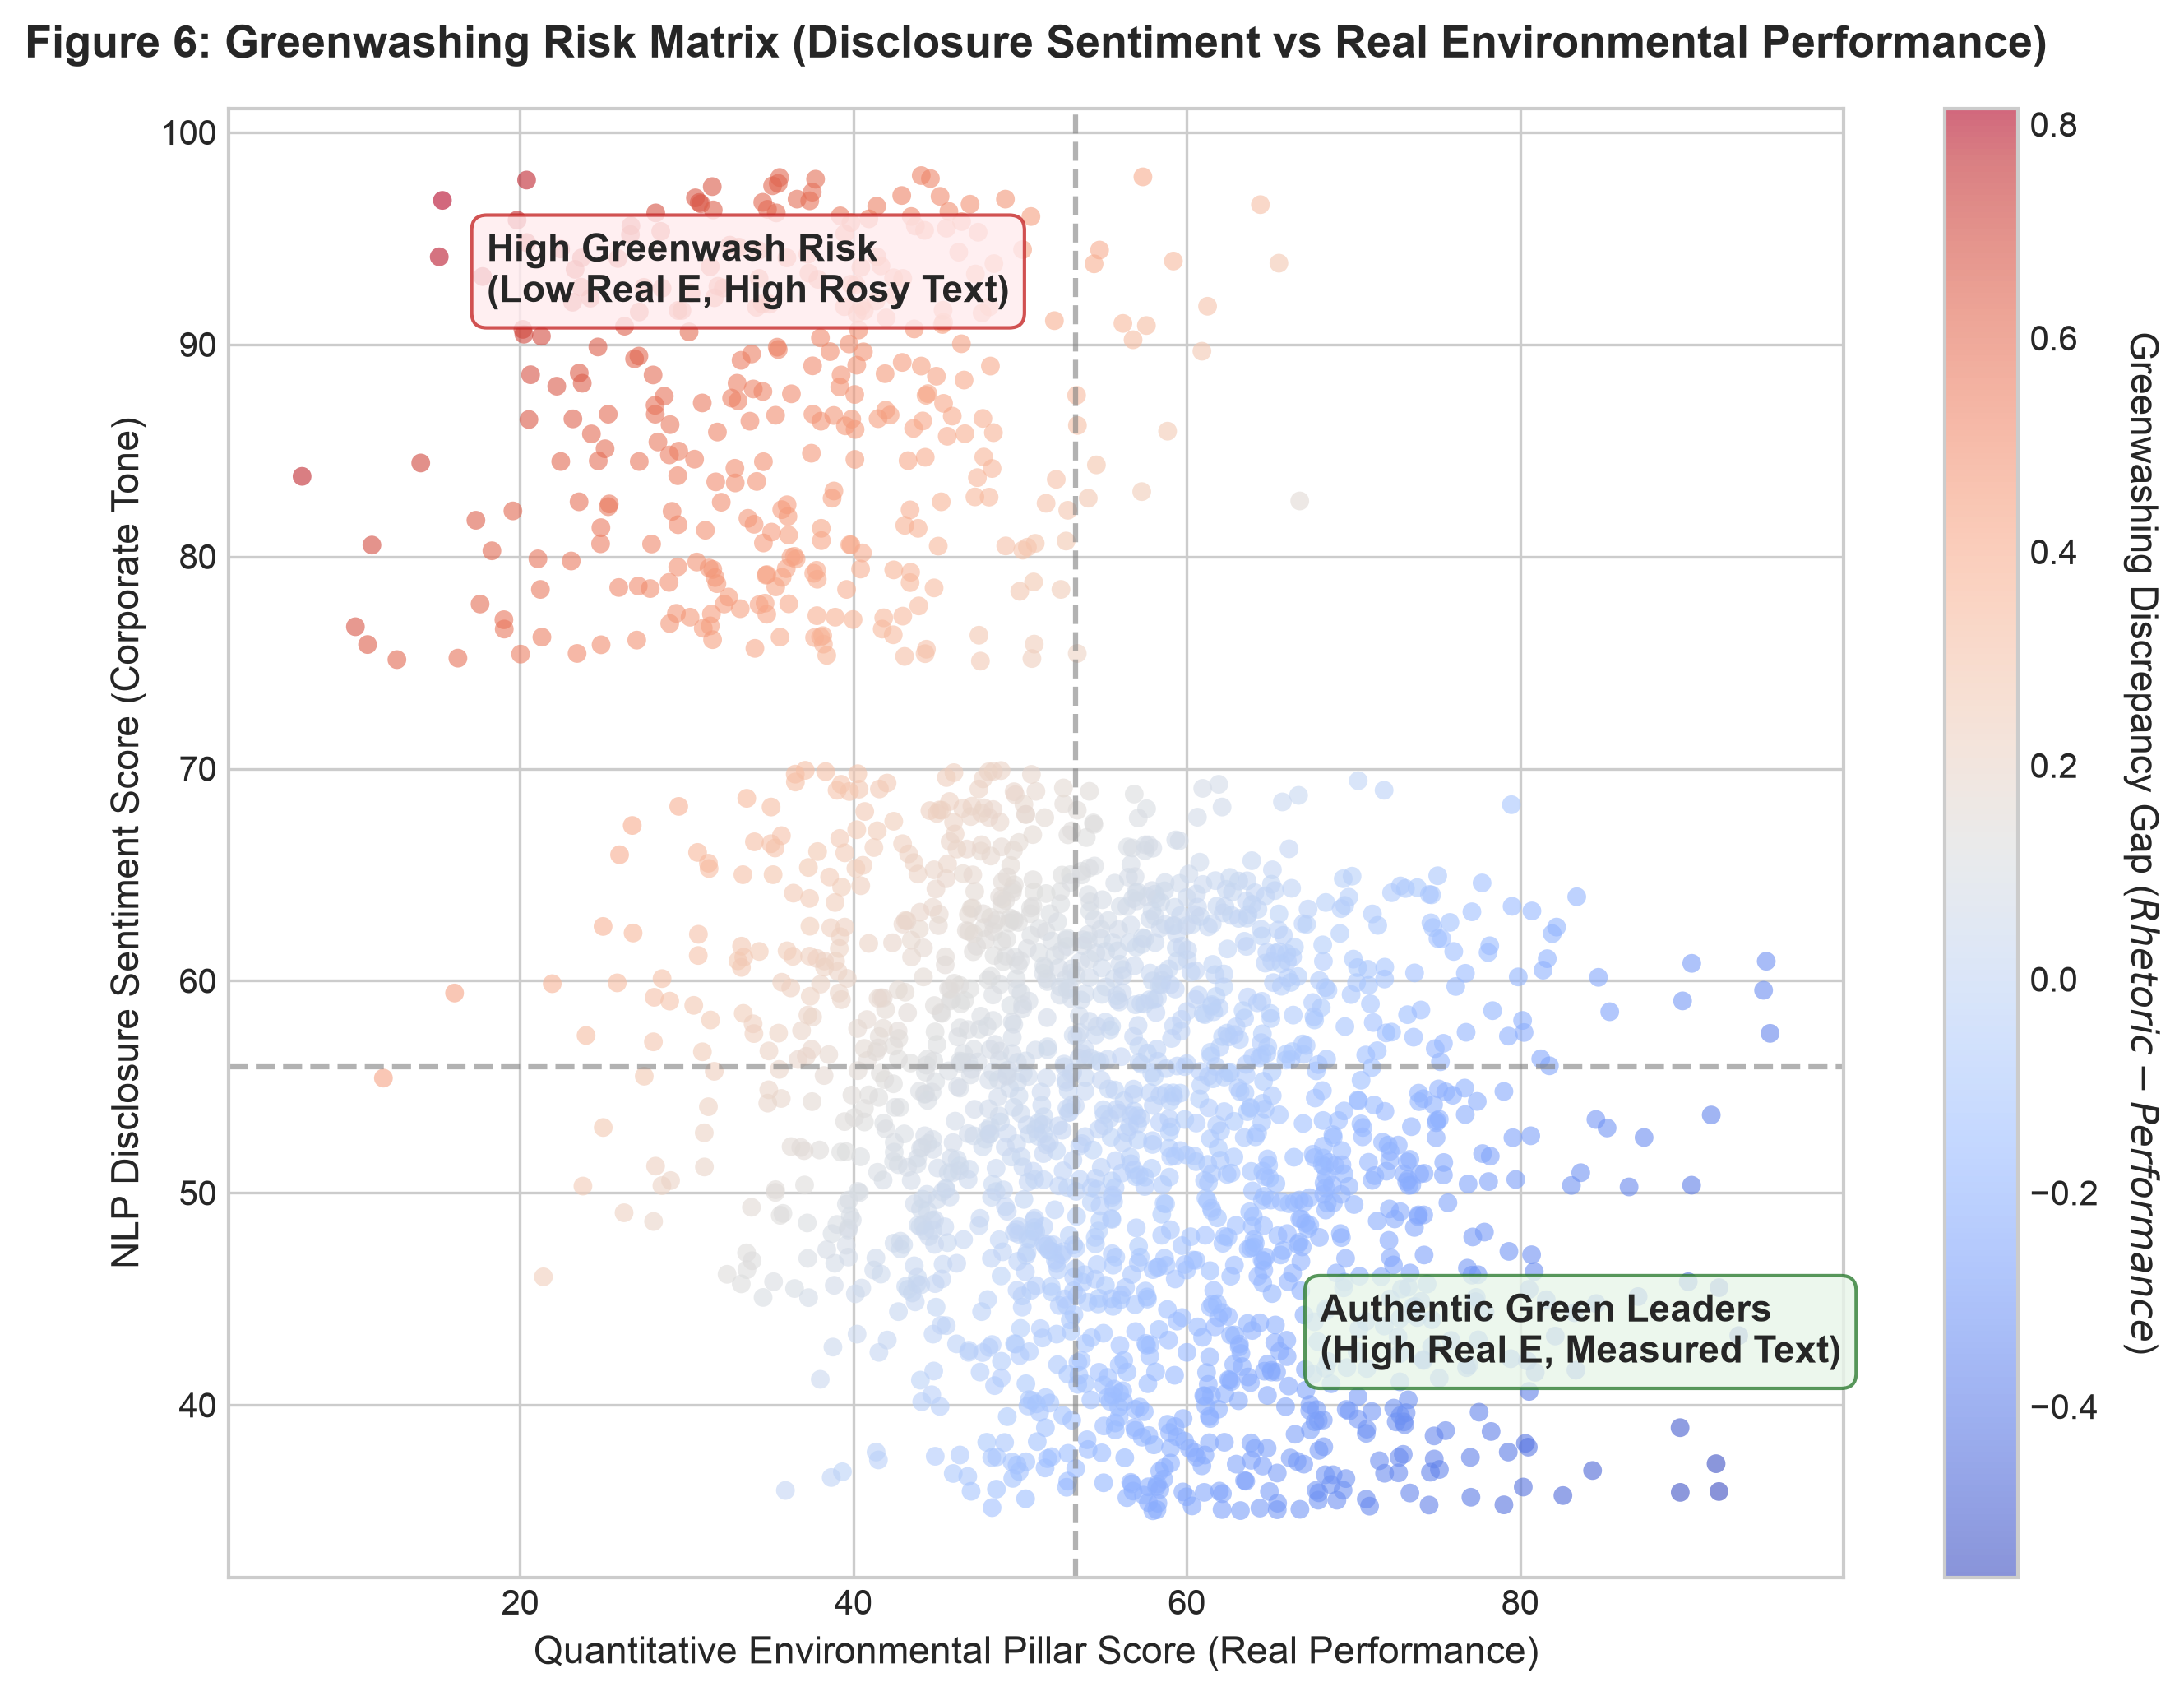 Figure 6: Greenwashing Risk Matrix (Disclosure Sentiment vs Real Environmental Performance)
NLP Disclosure Sentiment Score (Corporate Tone)
100
90
80
70
60
50
40
High Greenwash Risk
(Low Real E, High Rosy Text)
Authentic Green Leaders
(High Real E, Measured Text)
20
40
60
80
Quantitative Environmental Pillar Score (Real Performance)
0.8
0.6
0.4
0.2
0.0
−0.2
−0.4
Greenwashing Discrepancy Gap (Rhetoric − Performance)